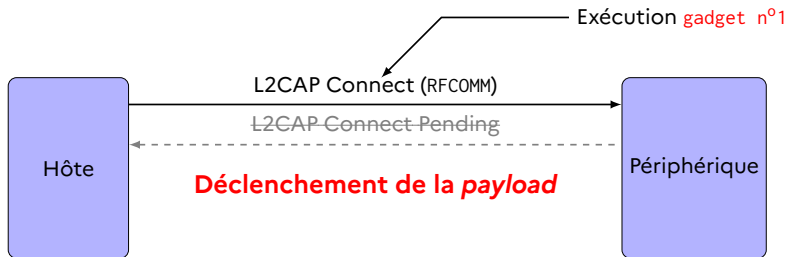 Exécution gadget nº1
L2CAP Connect (RFCOMM)
L2CAP Connect Pending
Hôte
Périphérique
Déclenchement de la payload